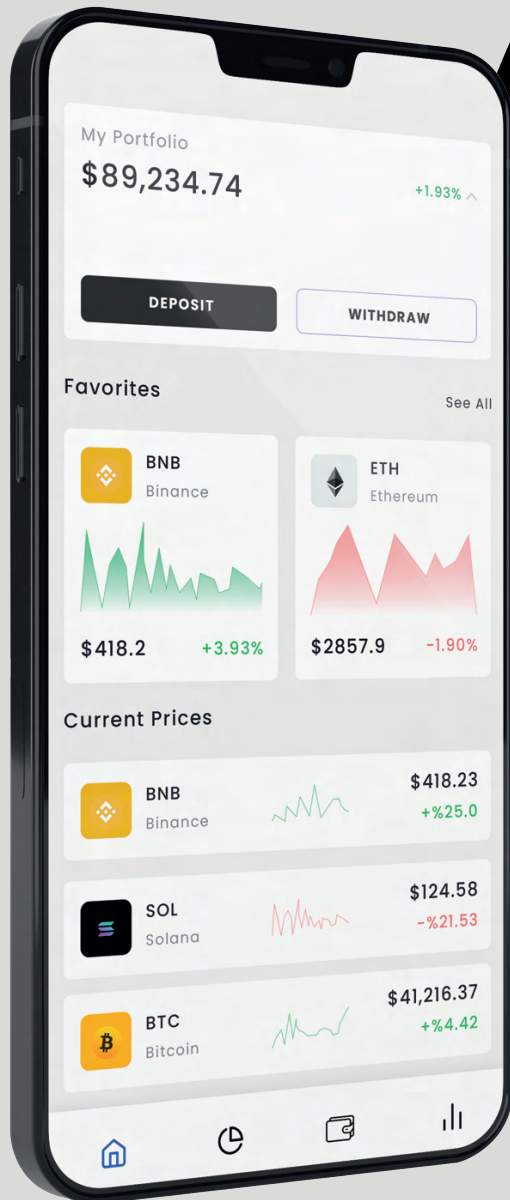 My Portfolio
$89,234.74
+1.93%
DEPOSIT
WITHDRAW
Favorites
See All
BNB
Binance
$418.2
+3.93%
ETH
Ethereum
$2857.9
-1.90%
Current Prices
BNB
Binance
$418.23
+%25.0
SOL
Solana
$124.58
-%21.53
BTC
Bitcoin
$41,216.37
+%4.42